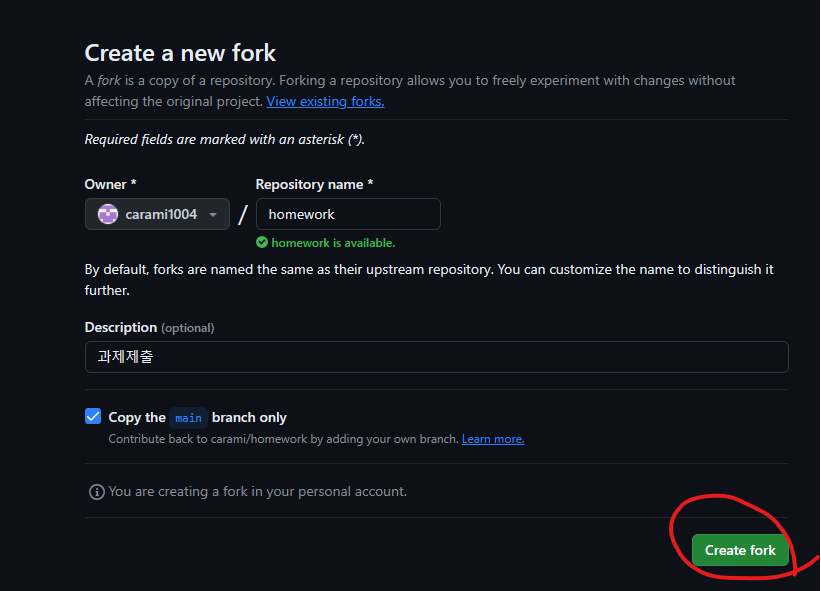 Create a new fork
A fork is a copy of a repository. Forking a repository allows you to freely experiment with changes without
affecting the original project. View existing forks.
Required fields are marked with an asterisk (*).
Owner *
Repository name *
carami1004
/
homework
homework is available.
By default, forks are named the same as their upstream repository. You can customize the name to distinguish it
further.
Description (optional)
과제제출
Copy the main branch only
Contribute back to carami/homework by adding your own branch. Learn more.
You are creating a fork in your personal account.
Create fork